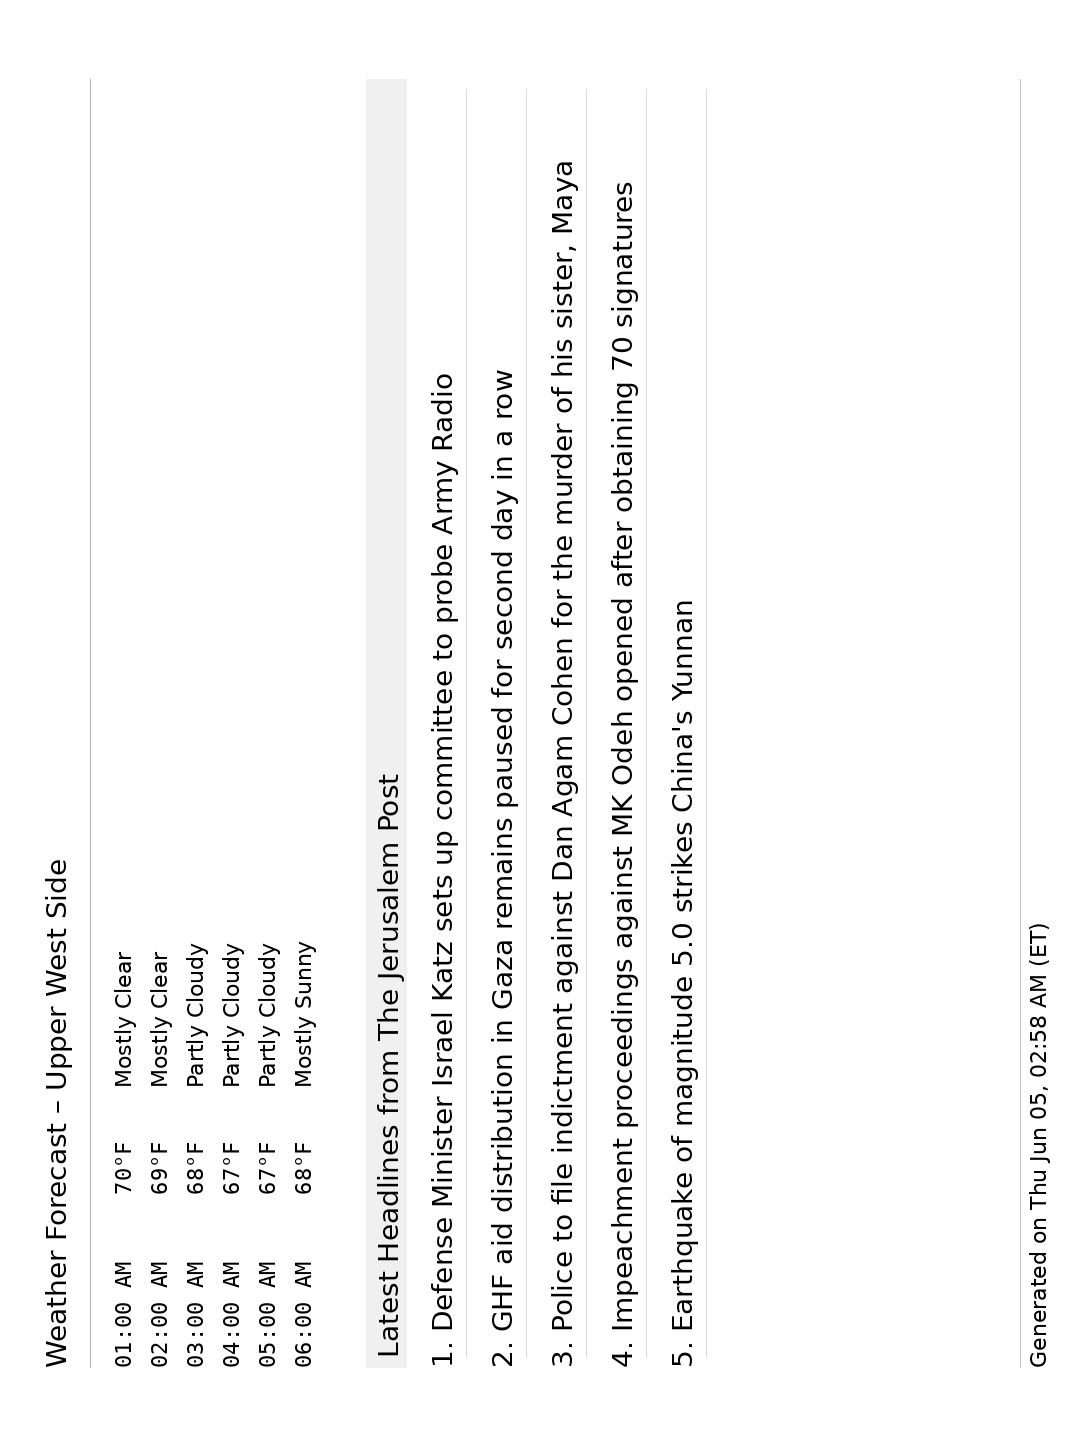 Weather Forecast – Upper West Side
01:00 AM 70°F Mostly Clear
02:00 AM 69°F Mostly Clear
03:00 AM 68°F Partly Cloudy
04:00 AM 67°F Partly Cloudy
05:00 AM 67°F Partly Cloudy
06:00 AM 68°F Mostly Sunny
Latest Headlines from The Jerusalem Post
1. Defense Minister Israel Katz sets up committee to probe Army Radio
2. GHF aid distribution in Gaza remains paused for second day in a row
3. Police to file indictment against Dan Agam Cohen for the murder of his sister, Maya
4. Impeachment proceedings against MK Odeh opened after obtaining 70 signatures
5. Earthquake of magnitude 5.0 strikes China's Yunnan
Generated on Thu Jun 05, 02:58 AM (ET)